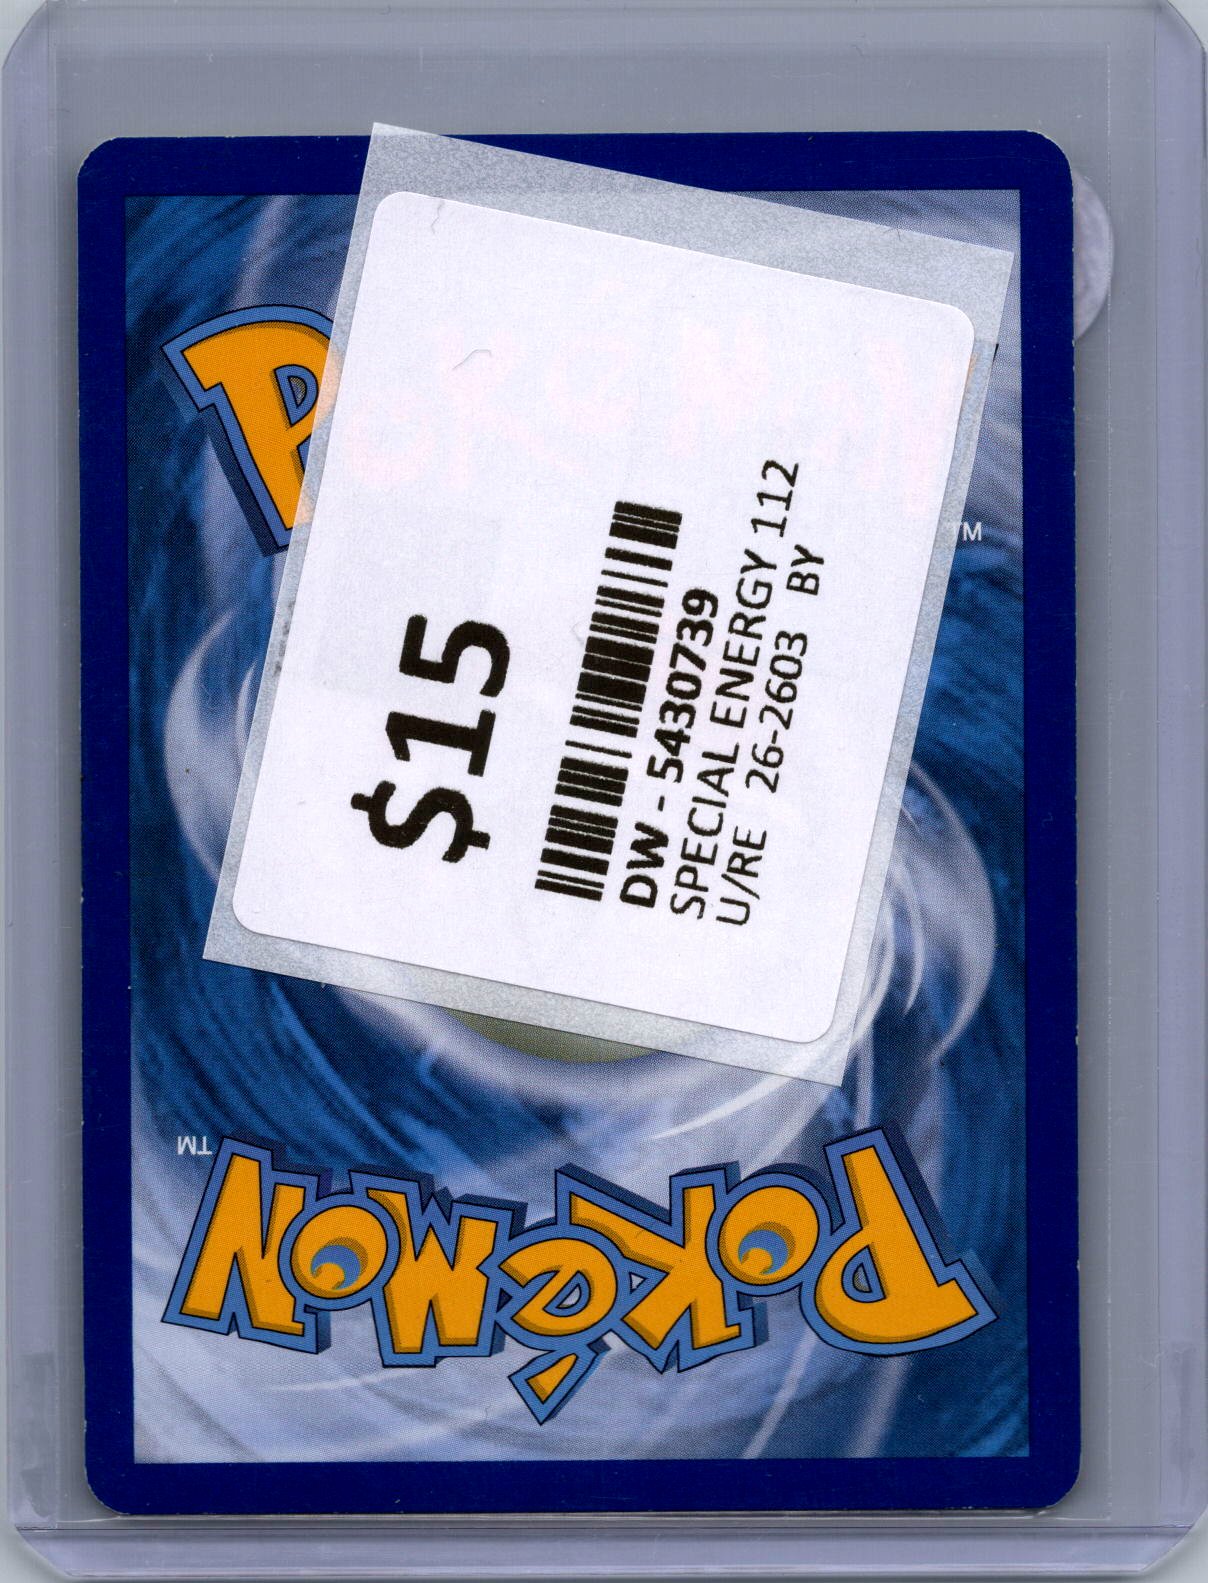 P
TM
$15
DW - 5430739
SPECIAL ENERGY 112
U/RE 26-2603 BY
TM
POKéMON